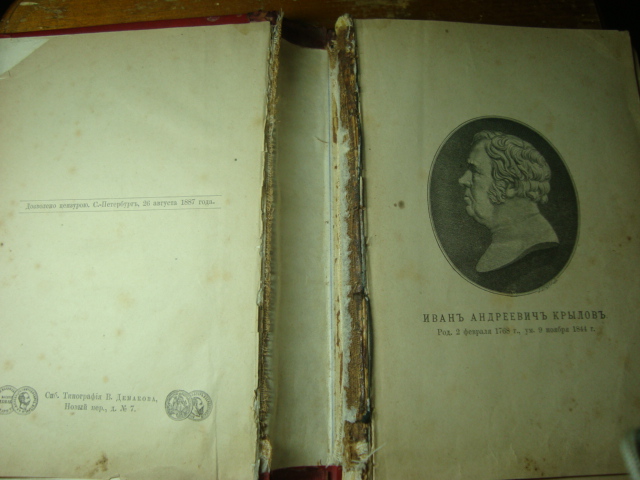 Дозволено цензурою. С.-Петербургъ, 26 августа 1887 года.
Спб. Типографія В. Демакова,
Новый пер., д. № 7.
ИВАНЪ АНДРЕЕВИЧЪ КРЫЛОВЪ
Род. 2 февраля 1768 г., ум. 9 ноября 1844 г.